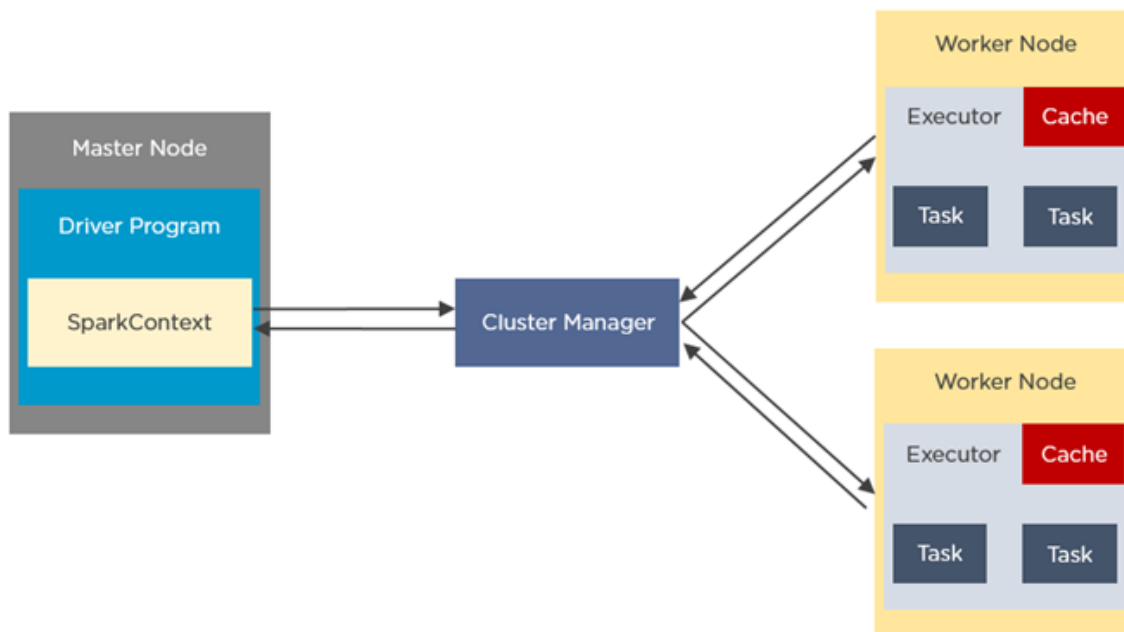 Master Node
Driver Program
SparkContext
Cluster Manager
Worker Node
Executor
Cache
Task
Task
Worker Node
Executor
Cache
Task
Task